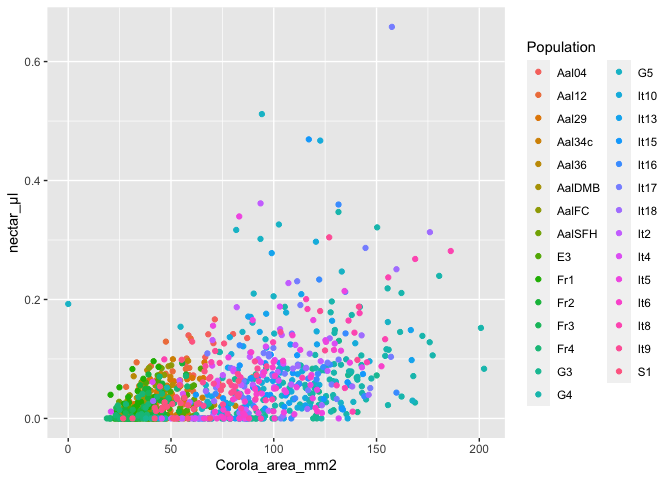 0.6
0.4
0.2
0.0
nectar_µl
0
50
100
150
200
Corola_area_mm2
Population
Aal04
Aal12
Aal29
Aal34c
Aal36
AalDMB
AalFC
AalSFH
E3
Fr1
Fr2
Fr3
Fr4
G3
G4
G5
It10
It13
It15
It16
It17
It18
It2
It4
It5
It6
It8
It9
S1